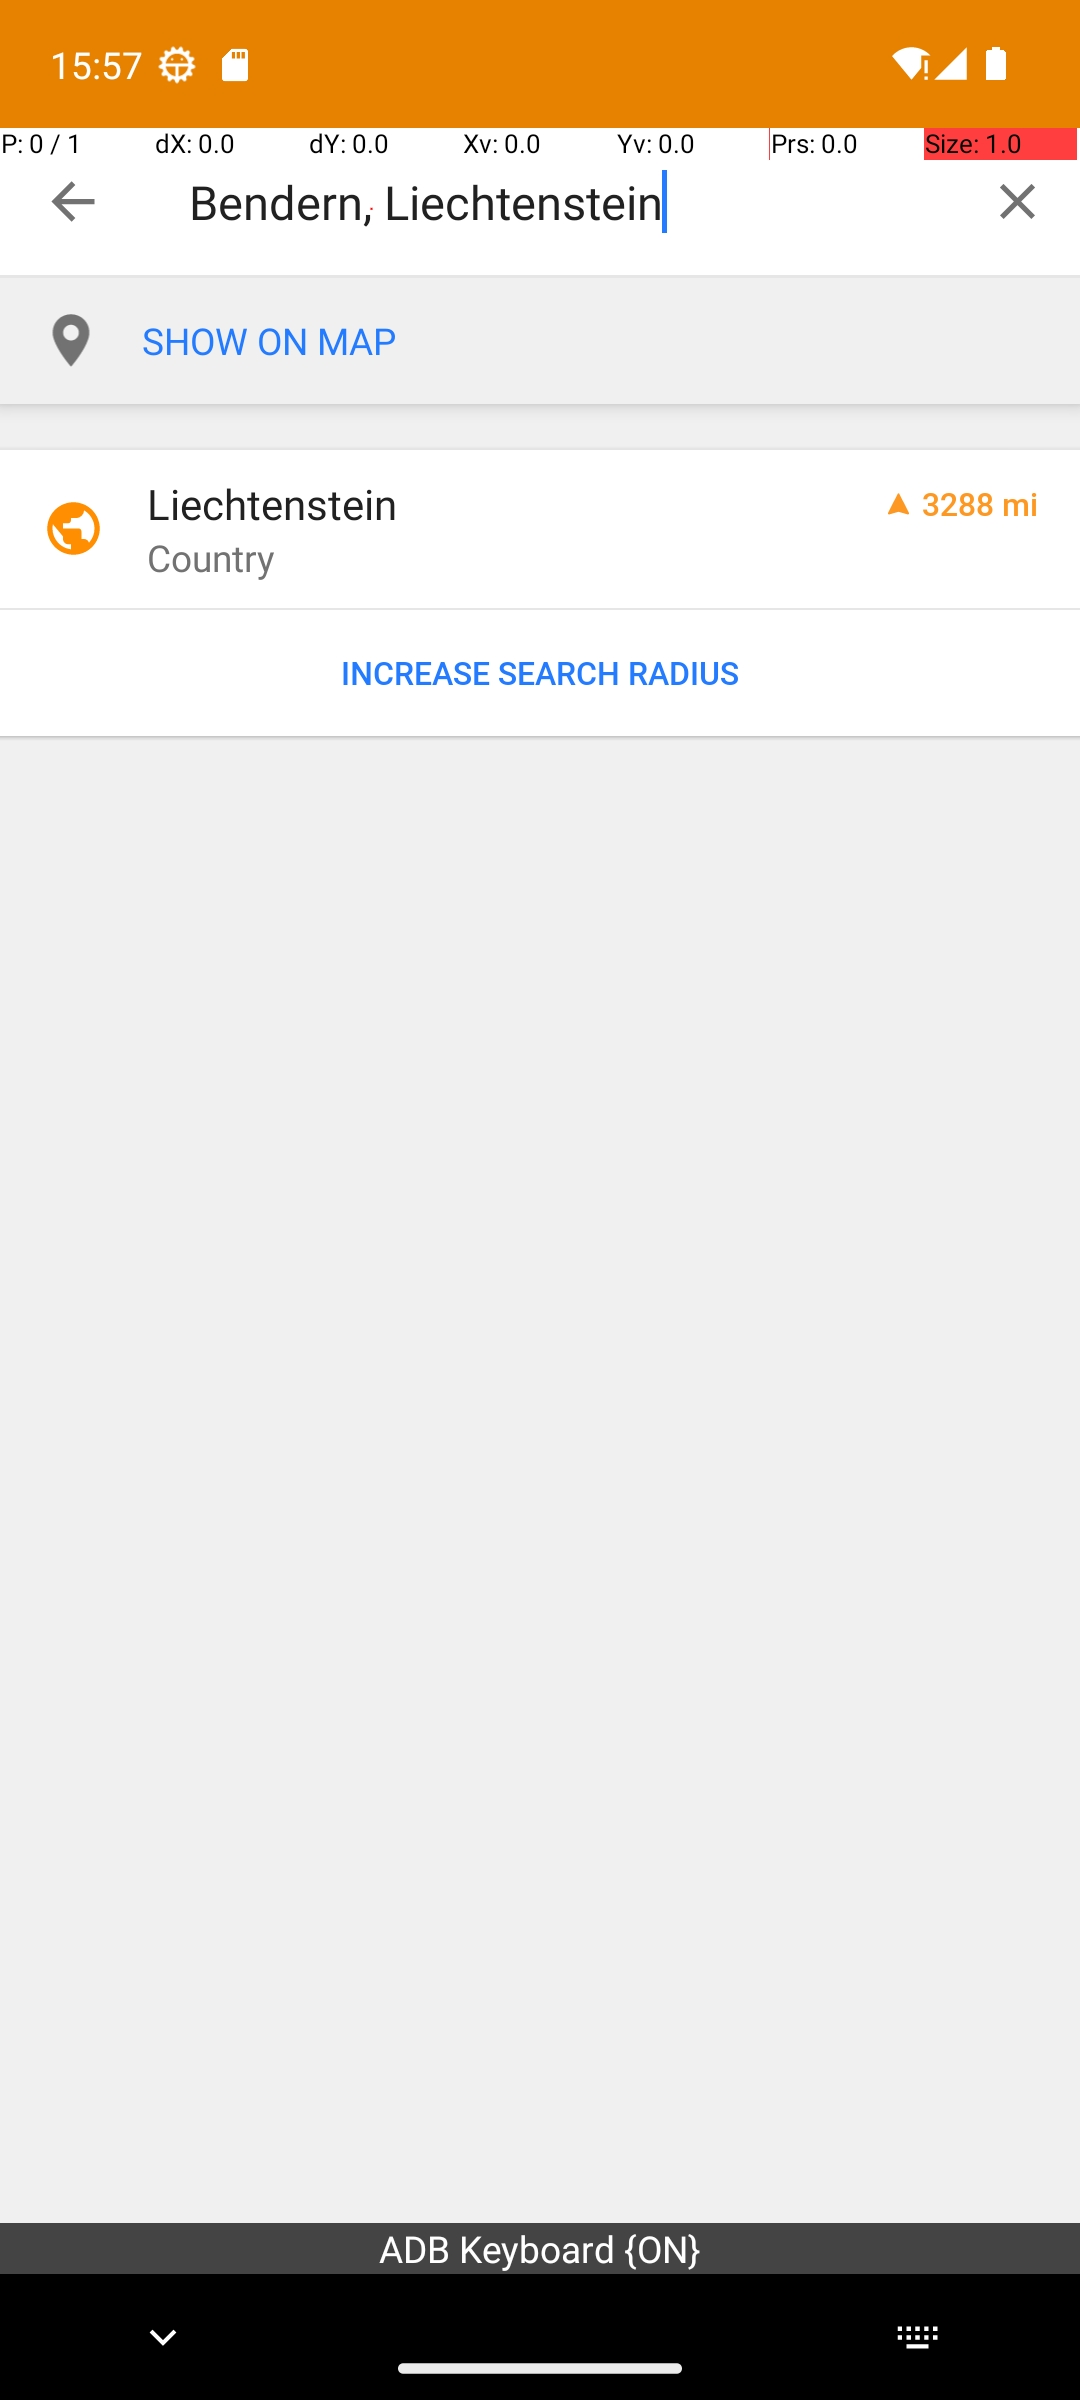 15:57
P: 0 / 1 dX: 0.0 dY: 0.0 Xv: 0.0 Yv: 0.0 Prs: 0.0 Size: 1.0
Bendern, Liechtenstein
SHOW ON MAP
Liechtenstein 3288 mi
Country
INCREASE SEARCH RADIUS
ADB Keyboard {ON}